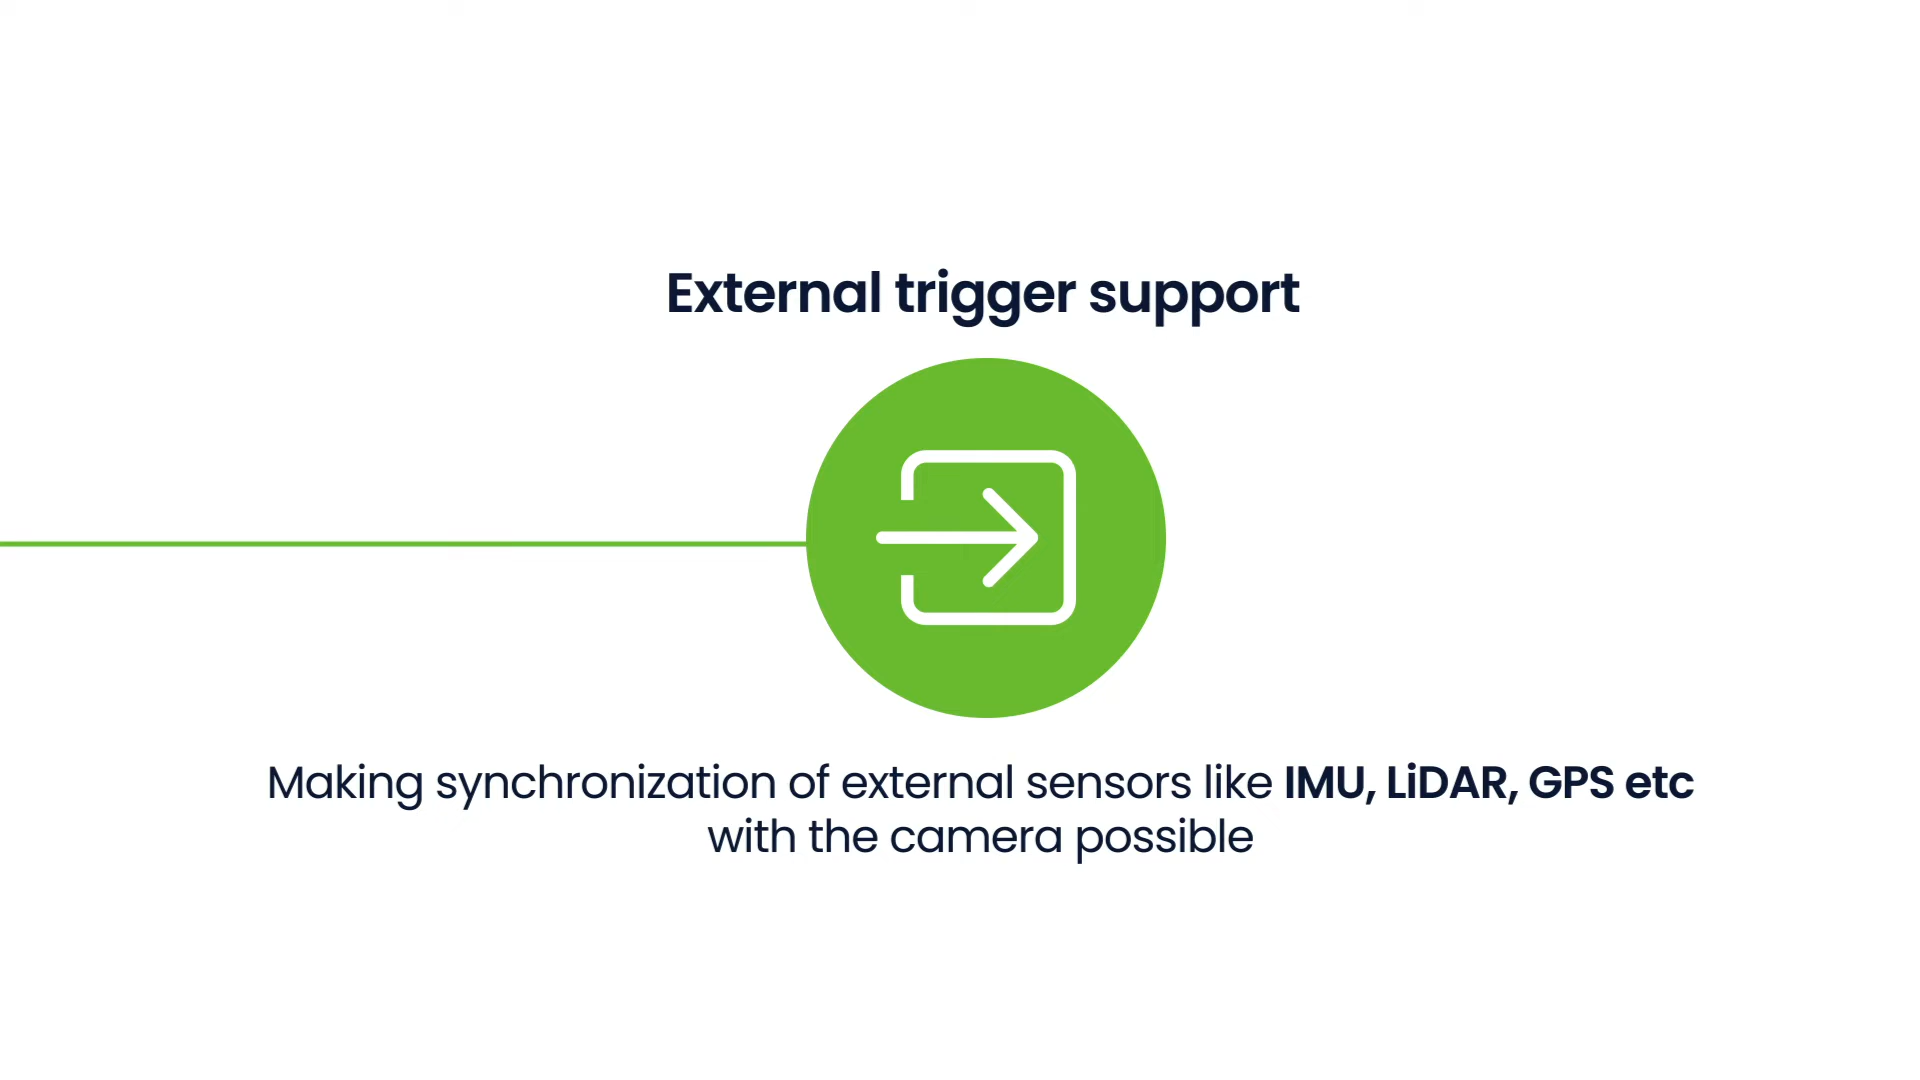 External trigger support
Making synchronization of external sensors like IMU, LiDAR, GPS etc
with the camera possible